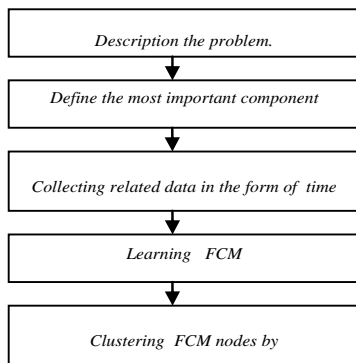 Description the problem.
Define the most important component
Collecting related data in the form of time
Learning FCM
Clustering FCM nodes by